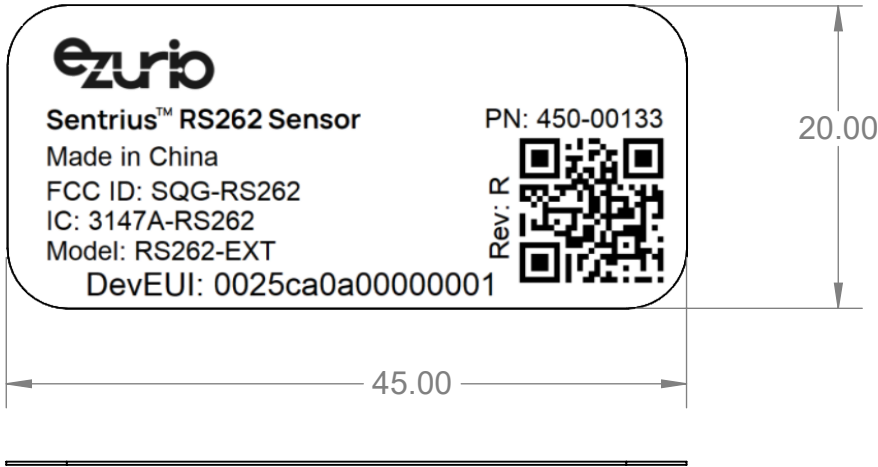 ezurio
Sentrius™ RS262 Sensor
PN: 450-00133
Made in China
FCC ID: SQG-RS262
IC: 3147A-RS262
Model: RS262-EXT
Rev: R
DevEUI: 0025ca0a00000001
20.00
45.00